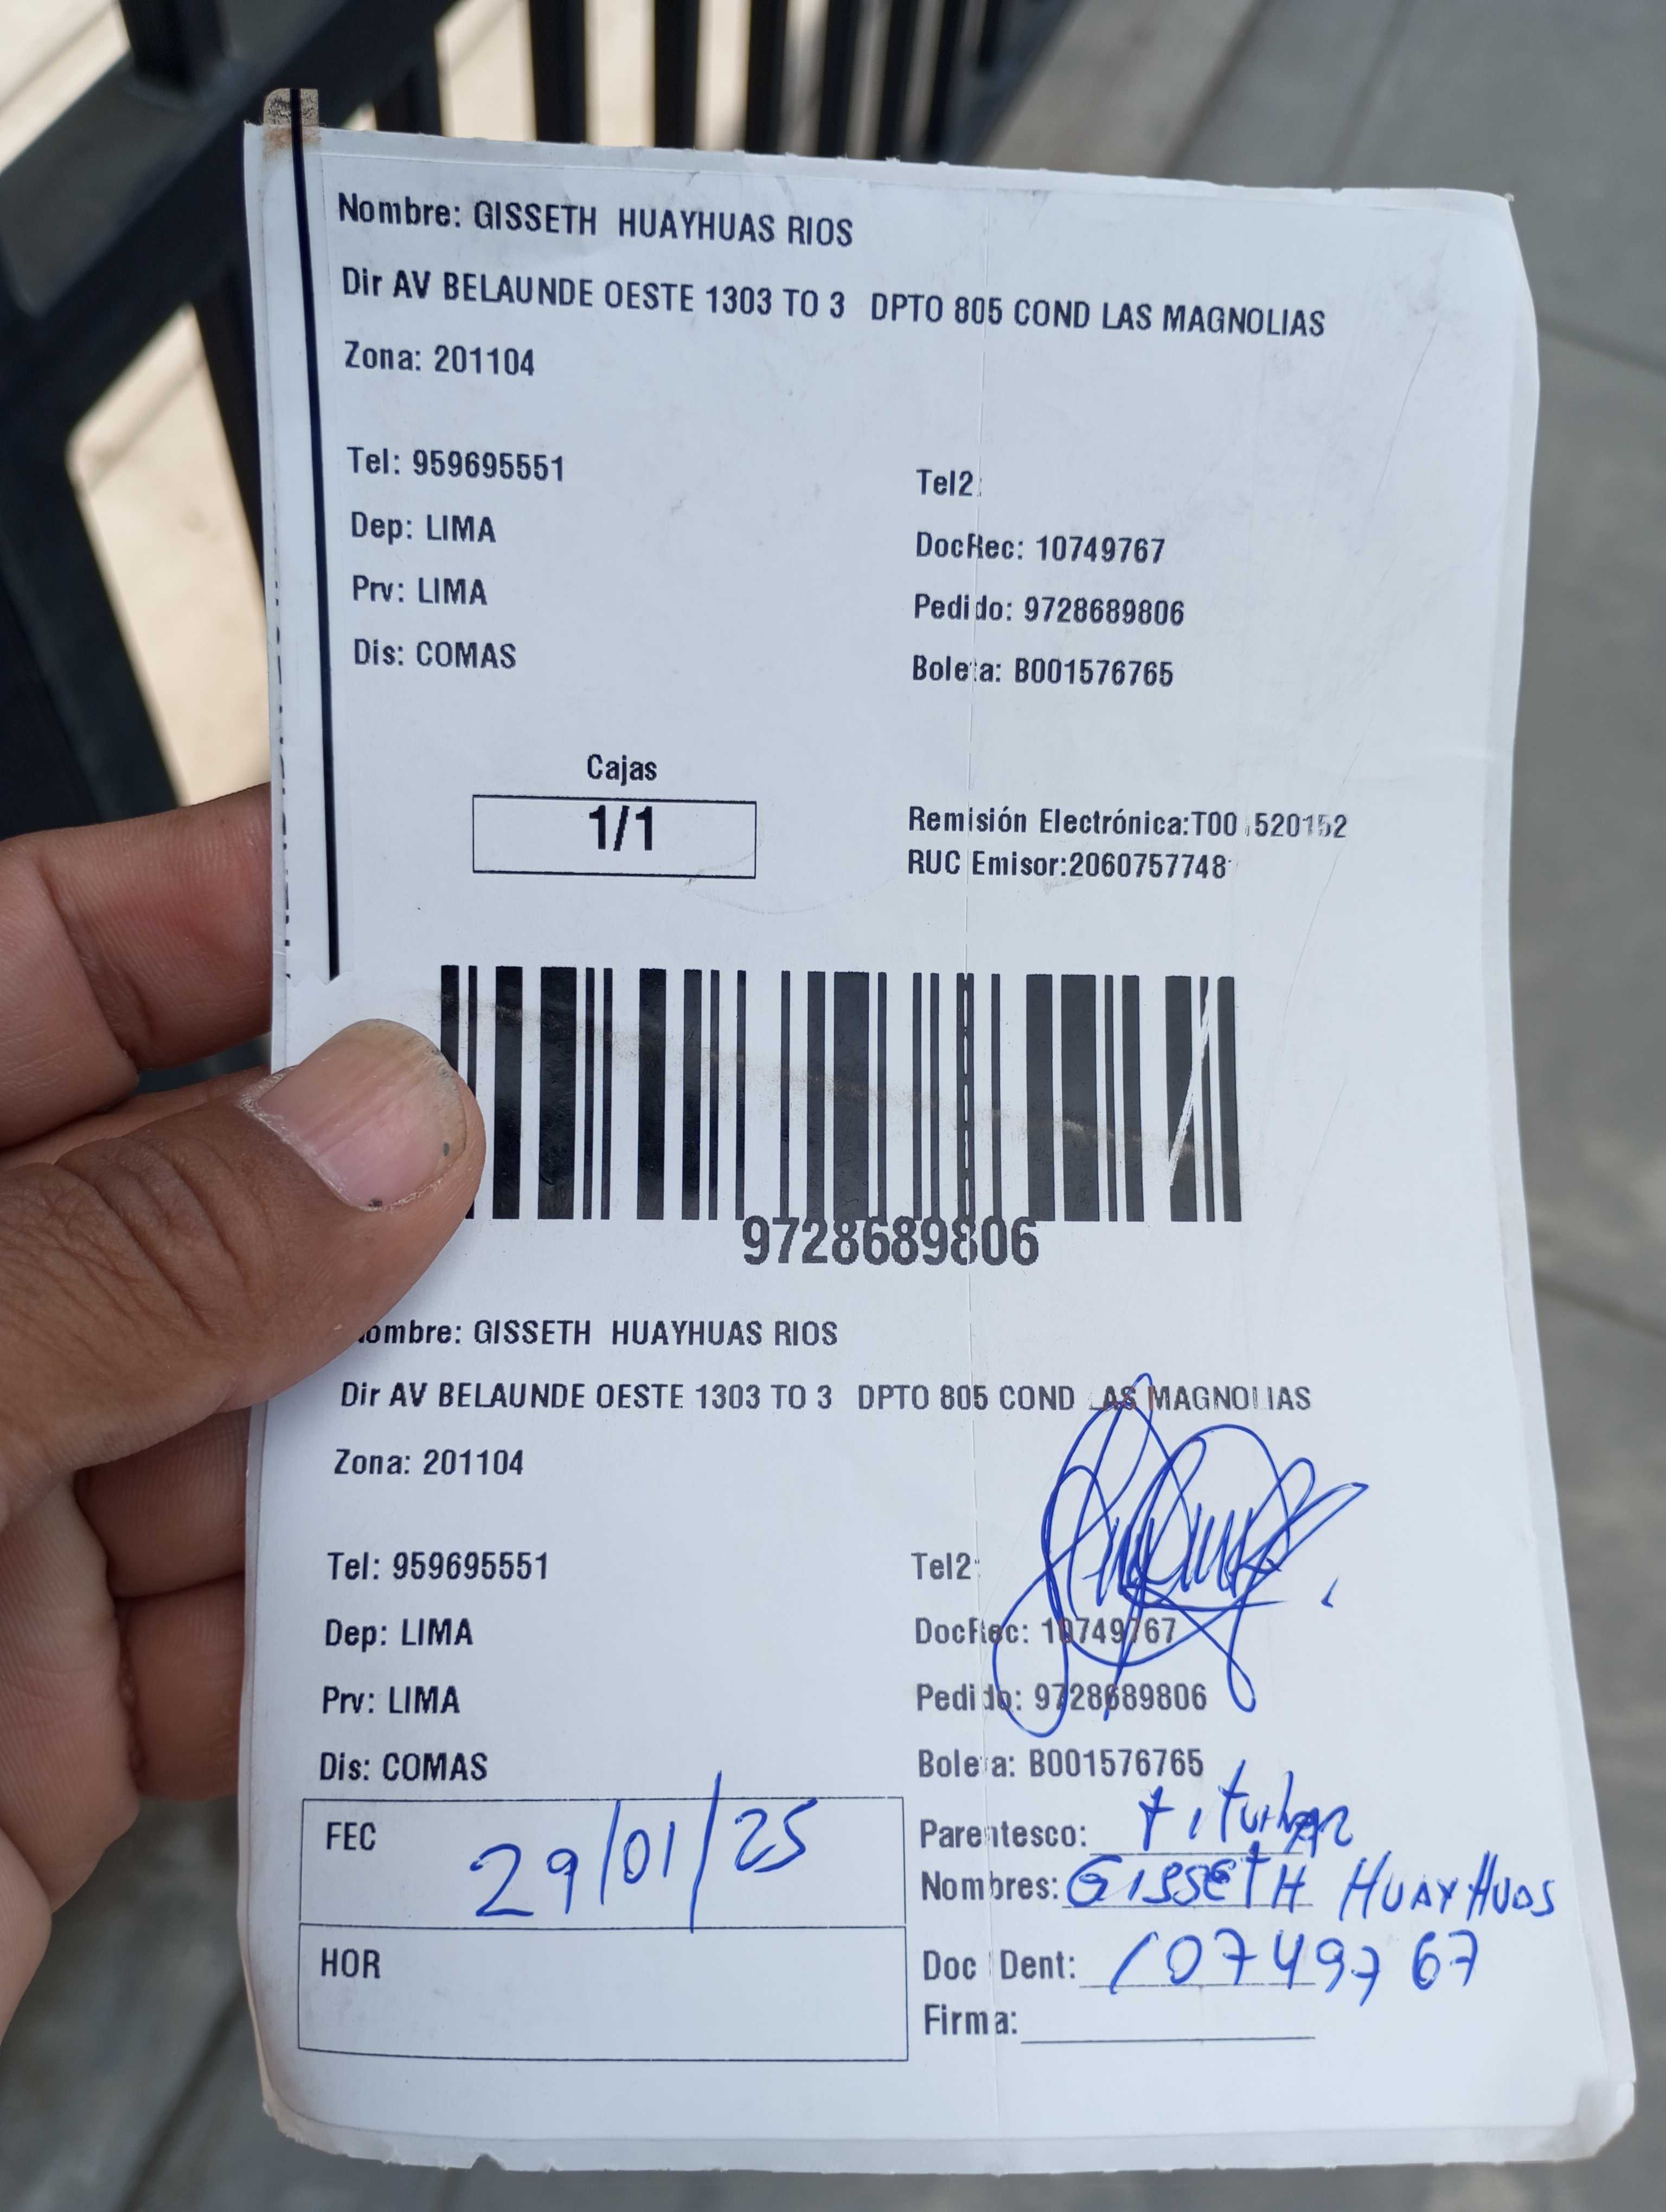 Nombre: GISSETH HUAYHUAS RIOS
Dir AV BELAUNDE OESTE 1303 TO 3 DPTO 805 COND LAS MAGNOLIAS
Zona: 201104
Tel: 959695551
Tel2:
Dep: LIMA
DocRec: 10749767
Prv: LIMA
Pedido: 9728689806
Dis: COMAS
Boleta: B001576765
Cajas
1/1
Remisión Electrónica:T00 520152
RUC Emisor:2060757748
9728689806
ombre: GISSETH HUAYHUAS RIOS
Dir AV BELAUNDE OESTE 1303 TO 3 DPTO 805 COND LAS MAGNOLIAS
Zona: 201104
Tel: 959695551
Tel2:
Dep: LIMA
DocRec: 10749767
Prv: LIMA
Pedido: 9728689806
Dis: COMAS
Boleta: B001576765
FEC 29/01/25
Parentesco: titular
Nombres: GISSETH HUAYHUAS
HOR
Doc Dent: 10749767
Firma: